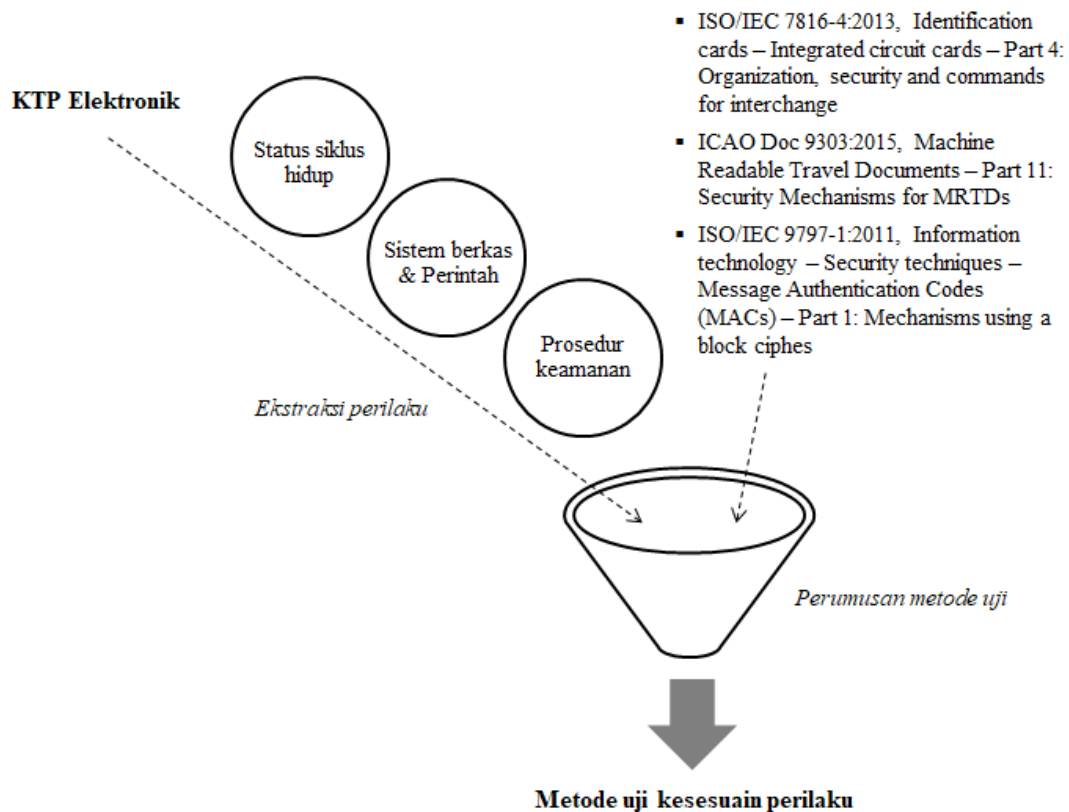 KTP Elektronik
Status siklus
hidup
Sistem berkas
& Perintah
Prosedur
keamanan
Ekstraksi perilaku
▪ ISO/IEC 7816-4:2013, Identification
cards – Integrated circuit cards – Part 4:
Organization, security and commands
for interchange
▪ ICAO Doc 9303:2015, Machine
Readable Travel Documents – Part 11:
Security Mechanisms for MRTDs
▪ ISO/IEC 9797-1:2011, Information
technology – Security techniques –
Message Authentication Codes
(MACs) – Part 1: Mechanisms using a
block ciphes
Perumusan metode uji
Metode uji kesesuain perilaku